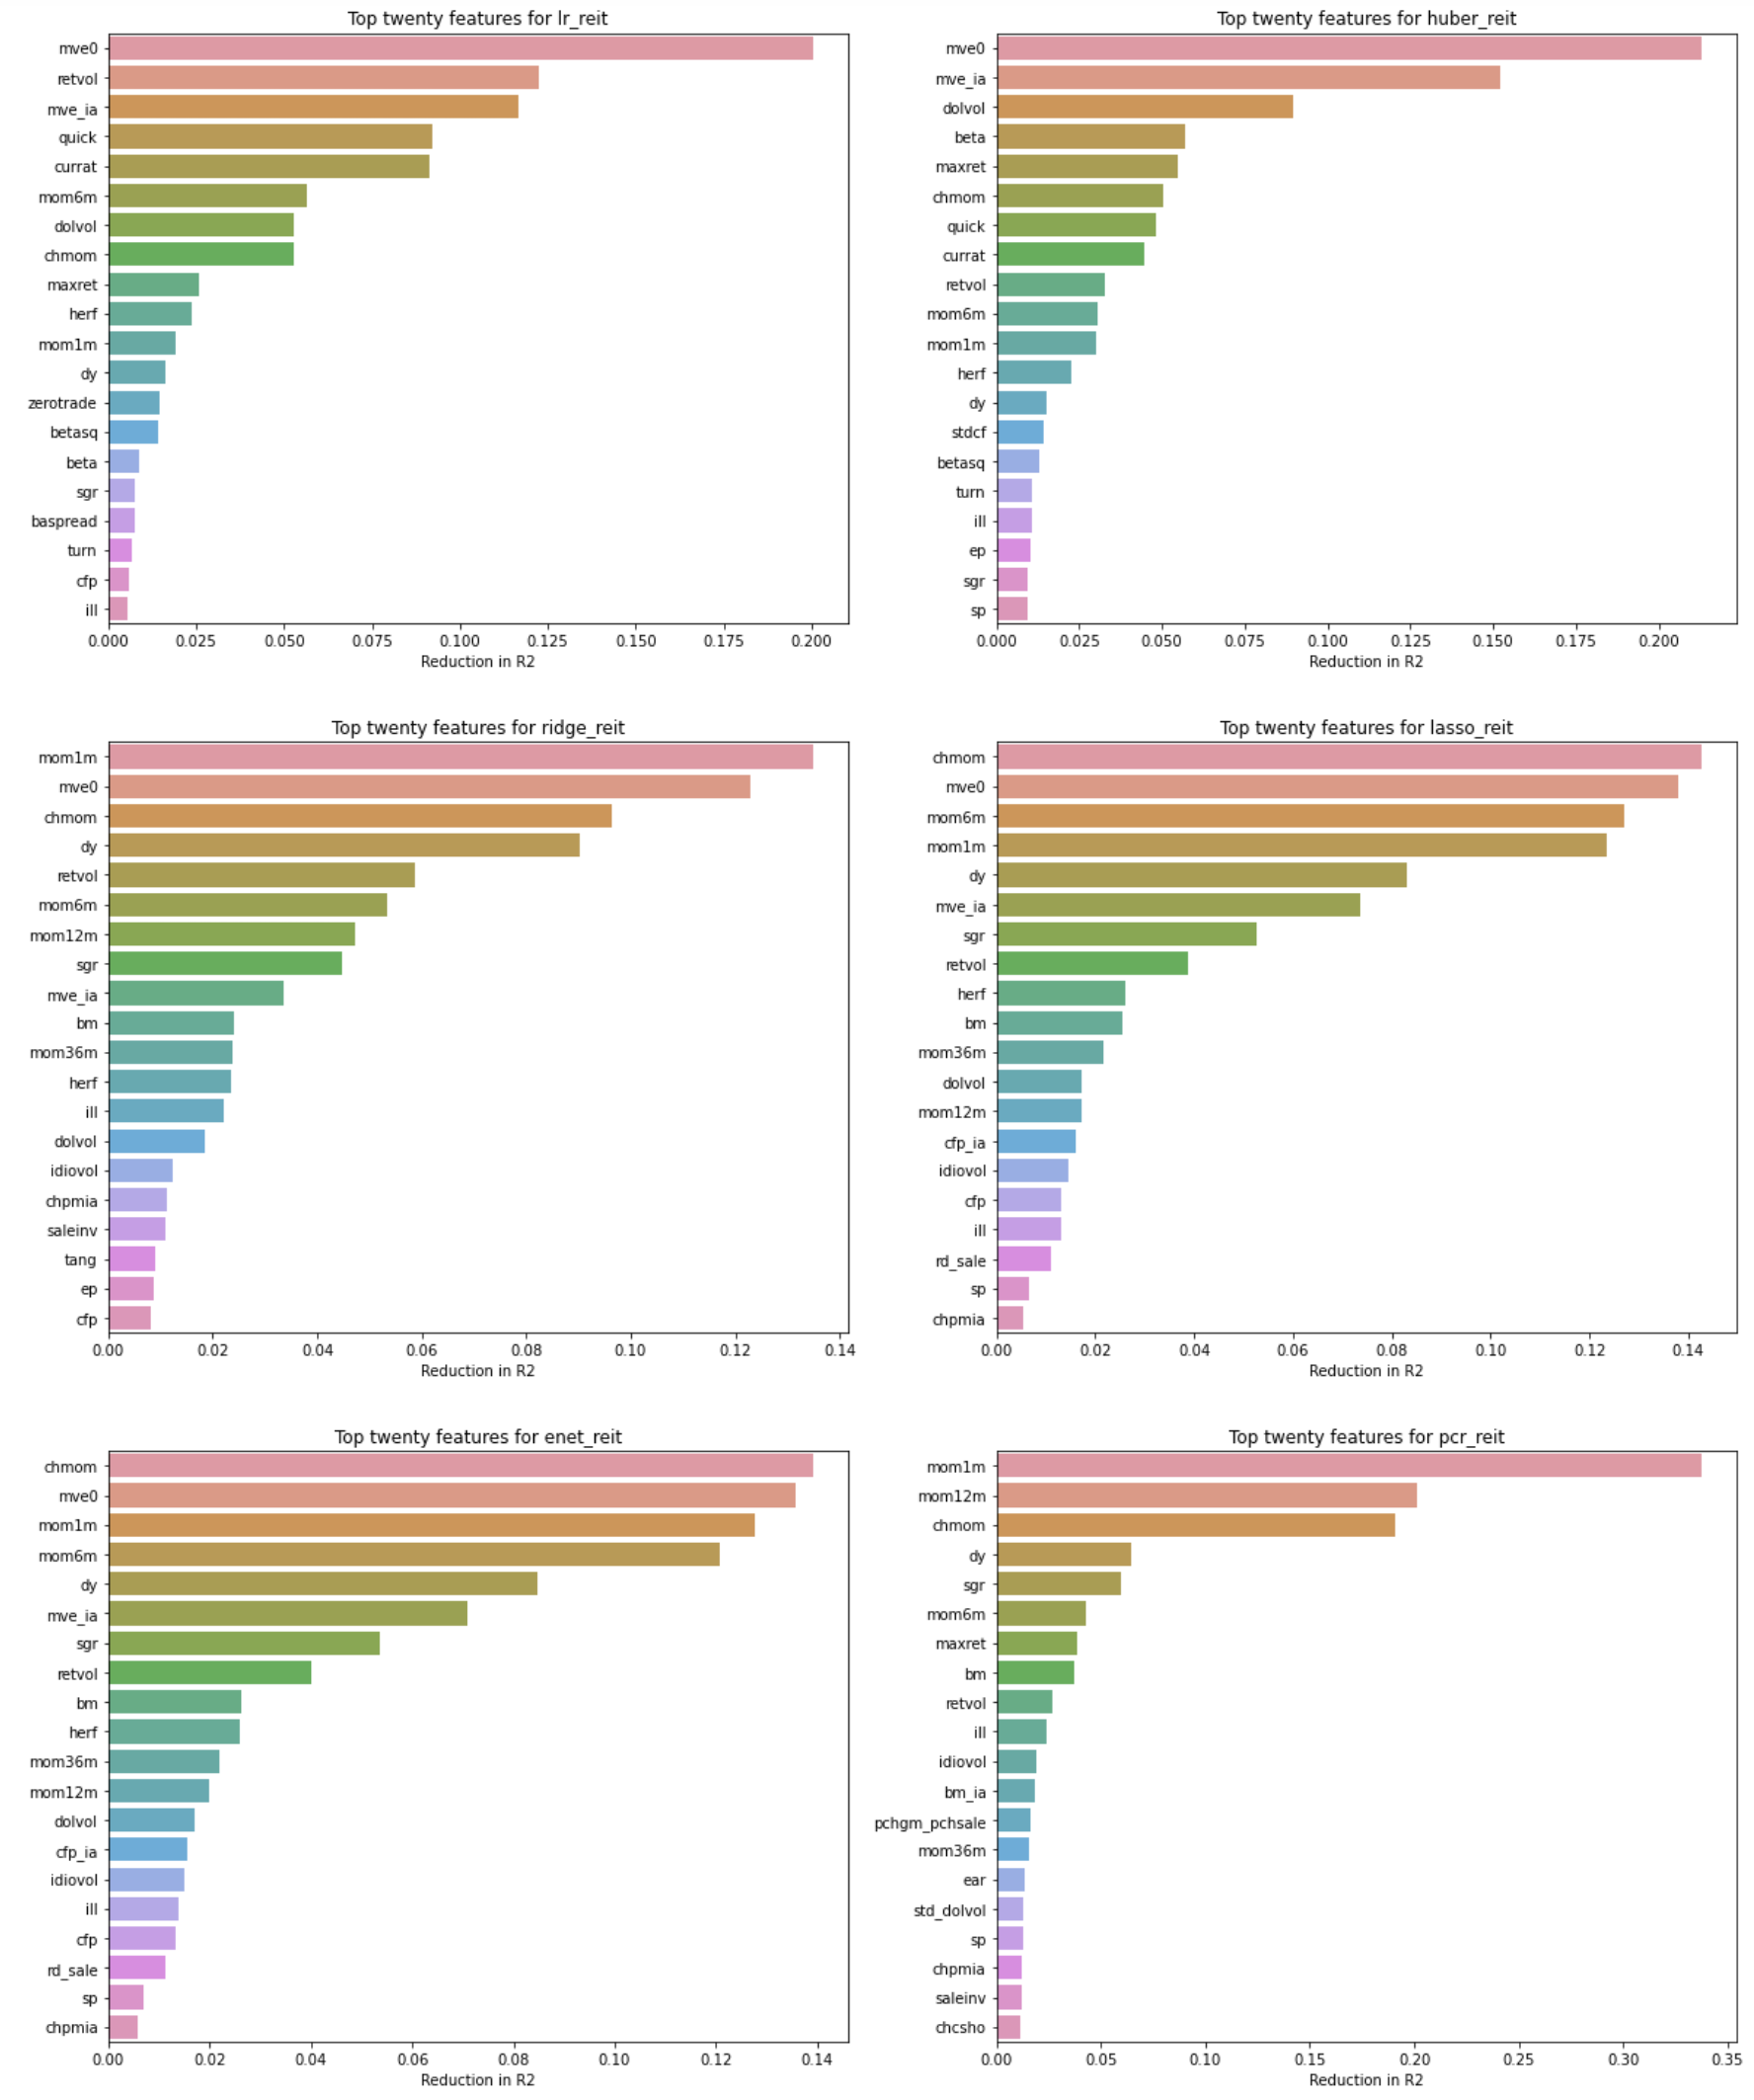 Top twenty features for lr_reit
mve0
retvol
mve_ia
quick
currat
mom6m
dolvol
chmom
maxret
herf
mom1m
dy
zerotrade
betasq
beta
sgr
baspread
turn
cfp
ill
0.000 0.025 0.050 0.075 0.100 0.125 0.150 0.175 0.200
Reduction in R2
Top twenty features for huber_reit
mve0
mve_ia
dolvol
beta
maxret
chmom
quick
currat
retvol
mom6m
mom1m
herf
dy
stdcf
betasq
turn
ill
ep
sgr
sp
0.000 0.025 0.050 0.075 0.100 0.125 0.150 0.175 0.200
Reduction in R2
Top twenty features for ridge_reit
mom1m
mve0
chmom
dy
retvol
mom6m
mom12m
sgr
mve_ia
bm
mom36m
herf
ill
dolvol
idiovol
chpmia
saleinv
tang
ep
cfp
0.00 0.02 0.04 0.06 0.08 0.10 0.12 0.14
Reduction in R2
Top twenty features for lasso_reit
chmom
mve0
mom6m
mom1m
dy
mve_ia
sgr
retvol
herf
bm
mom36m
dolvol
mom12m
cfp_ia
idiovol
cfp
ill
rd_sale
sp
chpmia
0.00 0.02 0.04 0.06 0.08 0.10 0.12 0.14
Reduction in R2
Top twenty features for enet_reit
chmom
mve0
mom1m
mom6m
dy
mve_ia
sgr
retvol
bm
herf
mom36m
mom12m
dolvol
cfp_ia
idiovol
ill
cfp
rd_sale
sp
chpmia
0.00 0.02 0.04 0.06 0.08 0.10 0.12 0.14
Reduction in R2
Top twenty features for pcr_reit
mom1m
mom12m
chmom
dy
sgr
mom6m
maxret
bm
retvol
ill
idiovol
bm_ia
pchgm_pchsale
mom36m
ear
std_dolvol
sp
chpmia
saleinv
chcsho
0.00 0.05 0.10 0.15 0.20 0.25 0.30 0.35
Reduction in R2